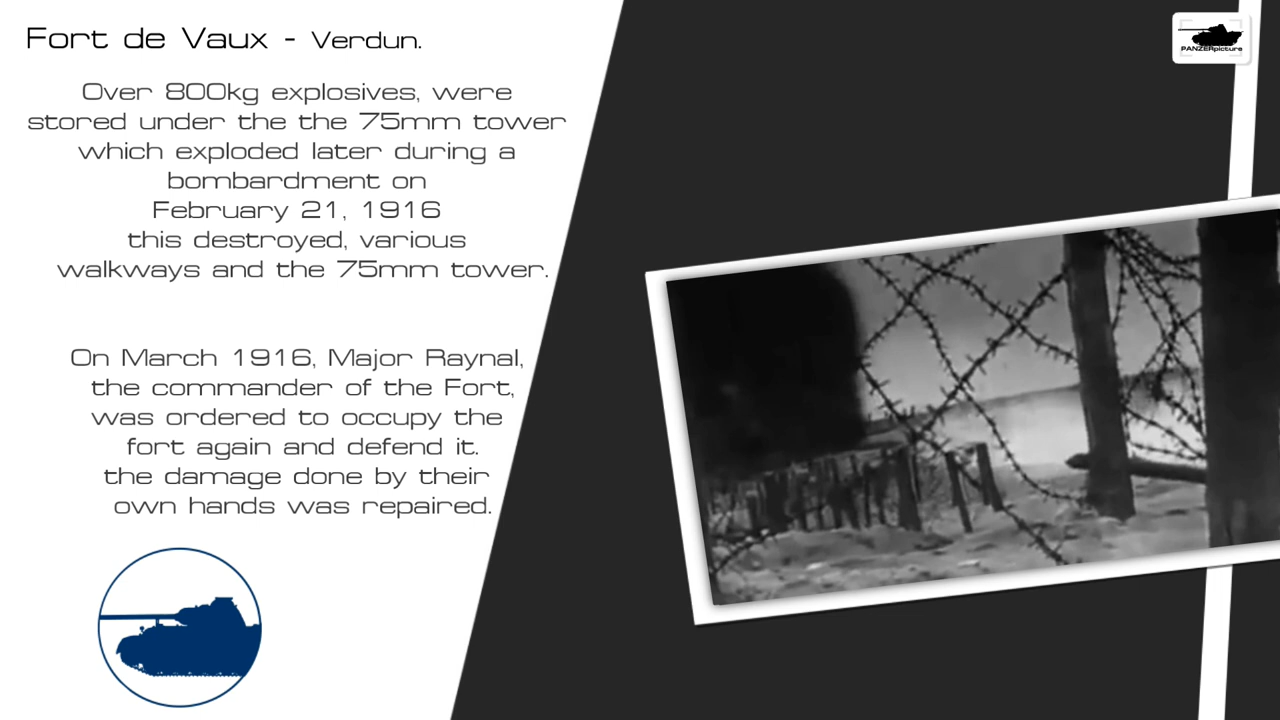 Fort de Vaux - Verdun.
Over 800kg explosives, were
stored under the the 75mm tower
which exploded later during a
bombardment on
February 21, 1916
this destroyed, various
walkways and the 75mm tower.
On March 1916, Major Raynal,
the commander of the Fort,
was ordered to occupy the
fort again and defend it.
the damage done by their
own hands was repaired.
PANZERpicture